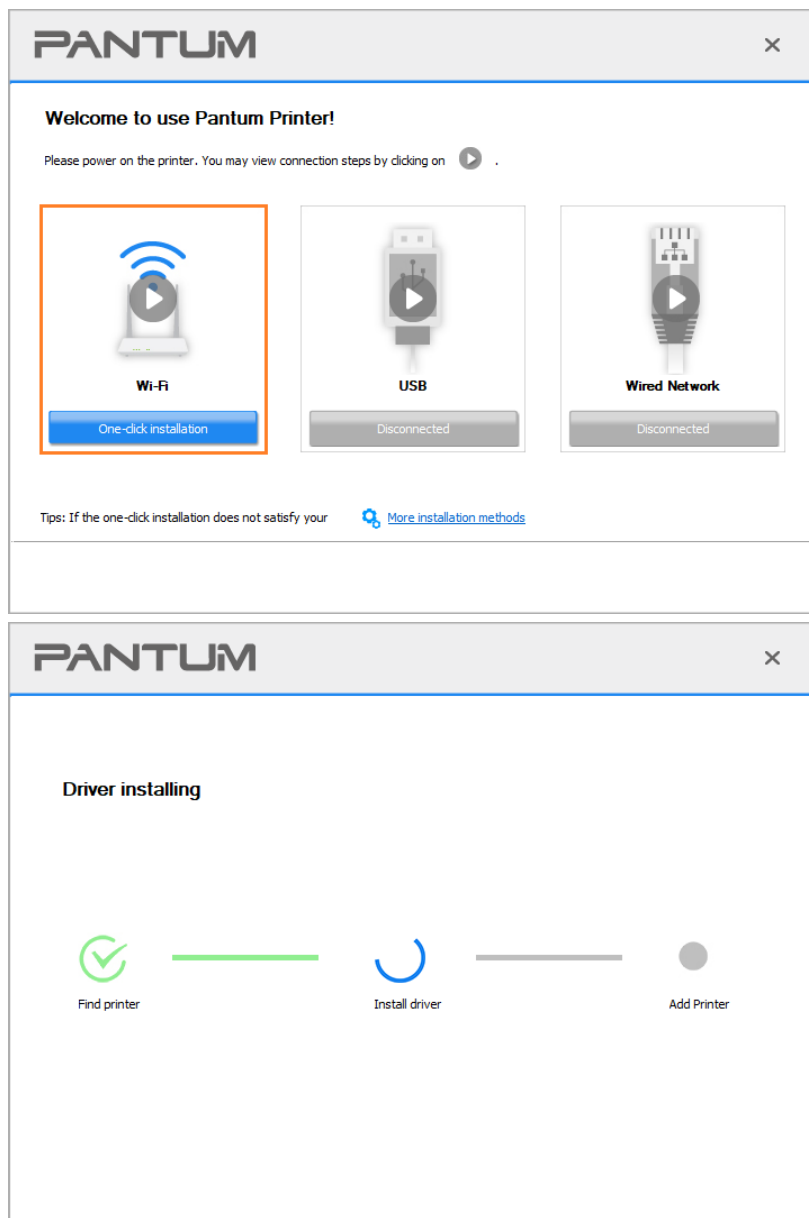 PANTUM
Welcome to use Pantum Printer!
Please power on the printer. You may view connection steps by clicking on .
Wi-Fi
USB
Wired Network
One-click installation
Disconnected
Disconnected
Tips: If the one-click installation does not satisfy your More installation methods
PANTUM
Driver installing
Find printer
Install driver
Add Printer